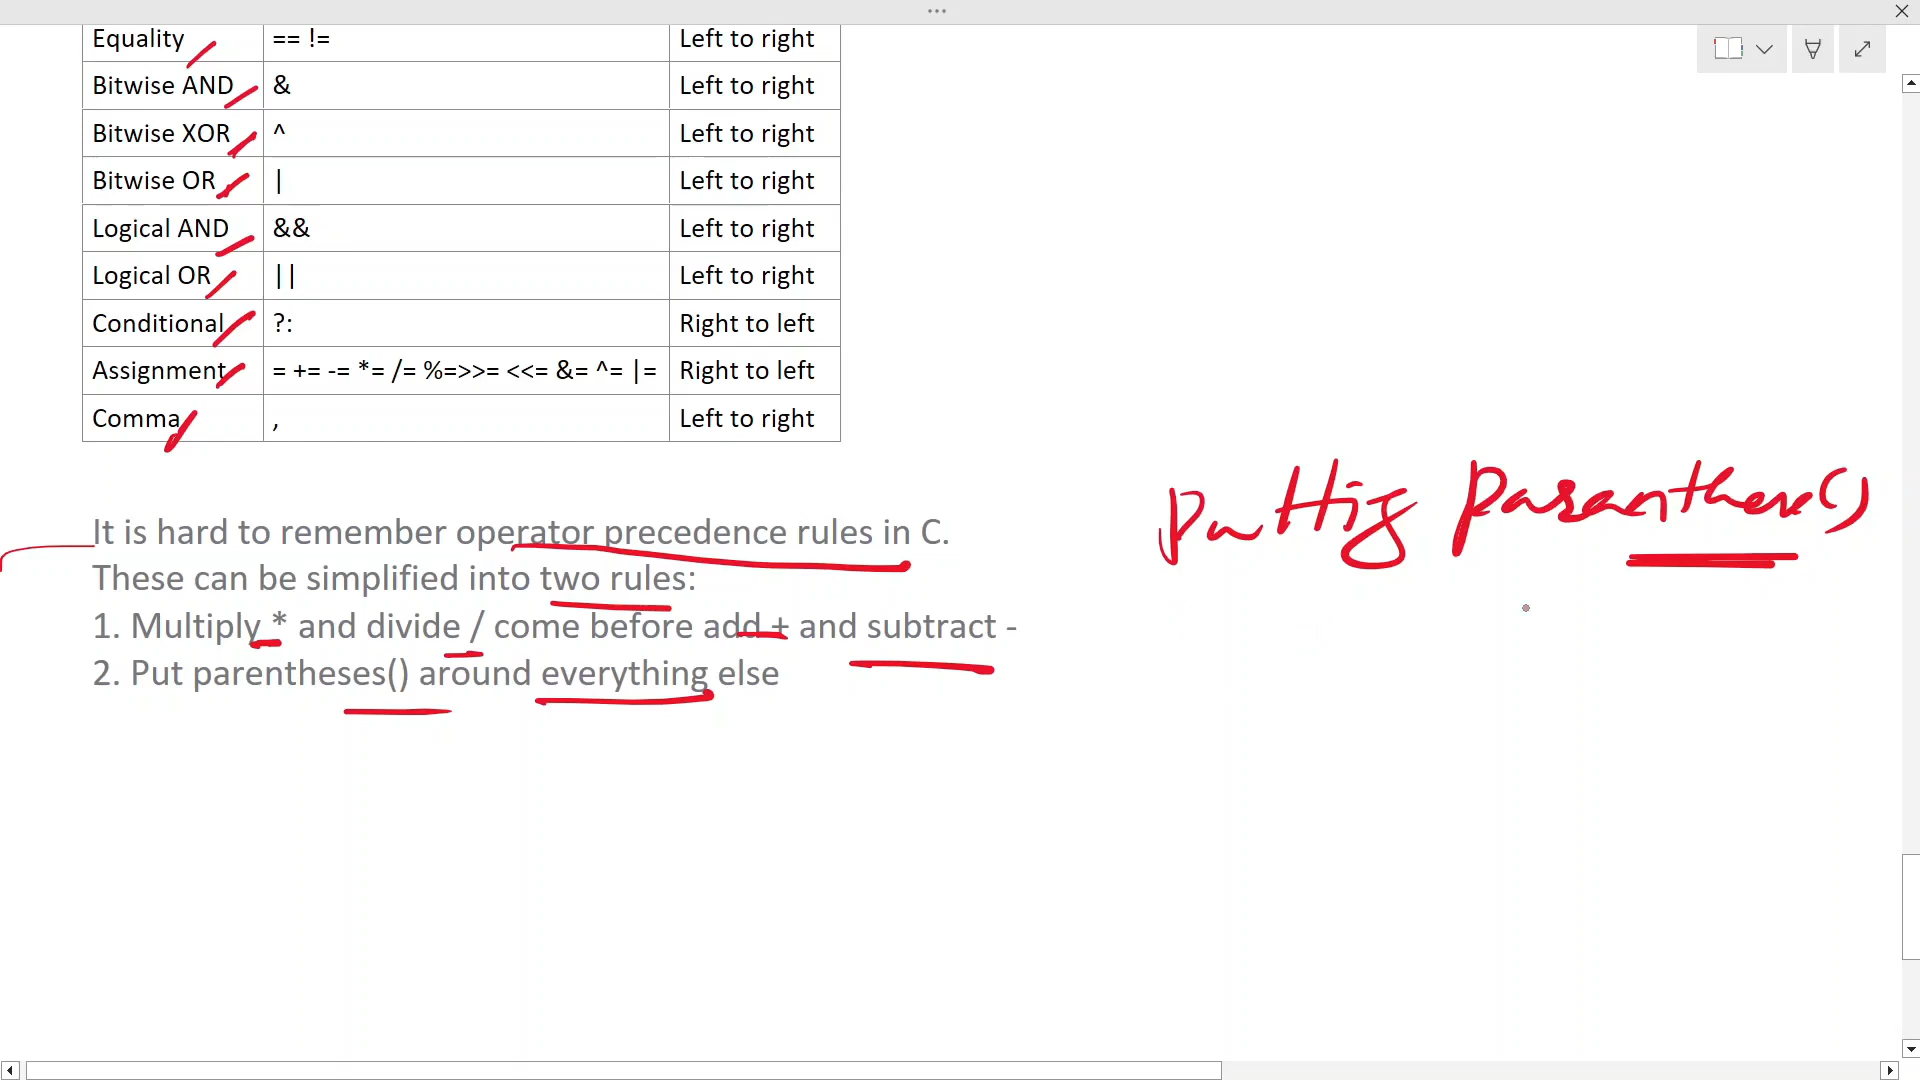 Equality == != Left to right
Bitwise AND & Left to right
Bitwise XOR ^ Left to right
Bitwise OR | Left to right
Logical AND && Left to right
Logical OR || Left to right
Conditional ?: Right to left
Assignment = += -= *= /= %=>>= <<= &= ^= |= Right to left
Comma , Left to right
Puttig paranthese()
It is hard to remember operator precedence rules in C.
These can be simplified into two rules:
1. Multiply * and divide / come before add + and subtract -
2. Put parentheses() around everything else